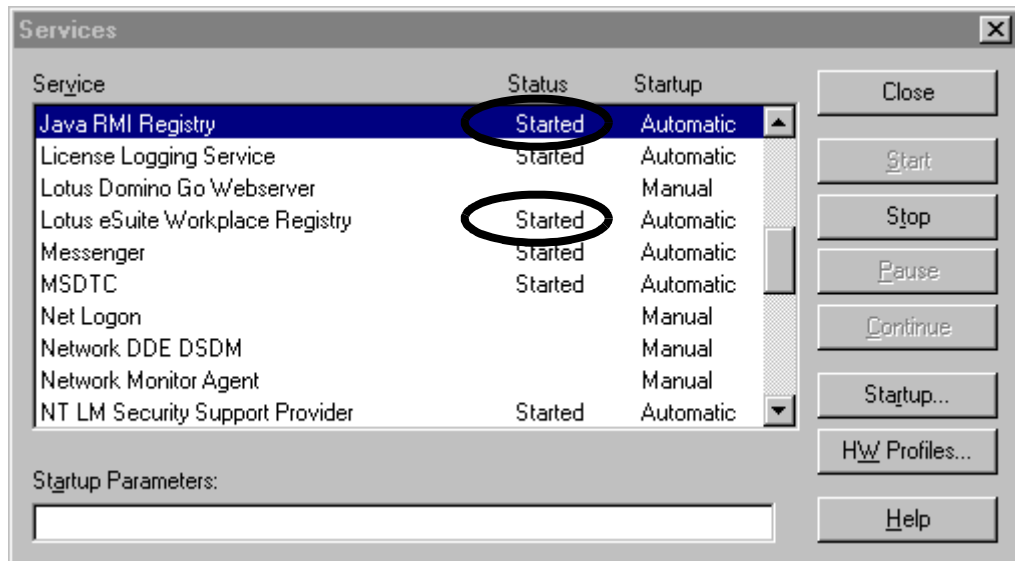 Services
Service Status Startup
Java RMI Registry Started Automatic
License Logging Service Started Automatic
Lotus Domino Go Webserver Manual
Lotus eSuite Workplace Registry Started Automatic
Messenger Started Automatic
MSDTC Started Automatic
Net Logon Manual
Network DDE DSDM Manual
Network Monitor Agent Manual
NT LM Security Support Provider Started Automatic
Startup Parameters:
Close
Start
Stop
Pause
Continue
Startup...
HW Profiles...
Help